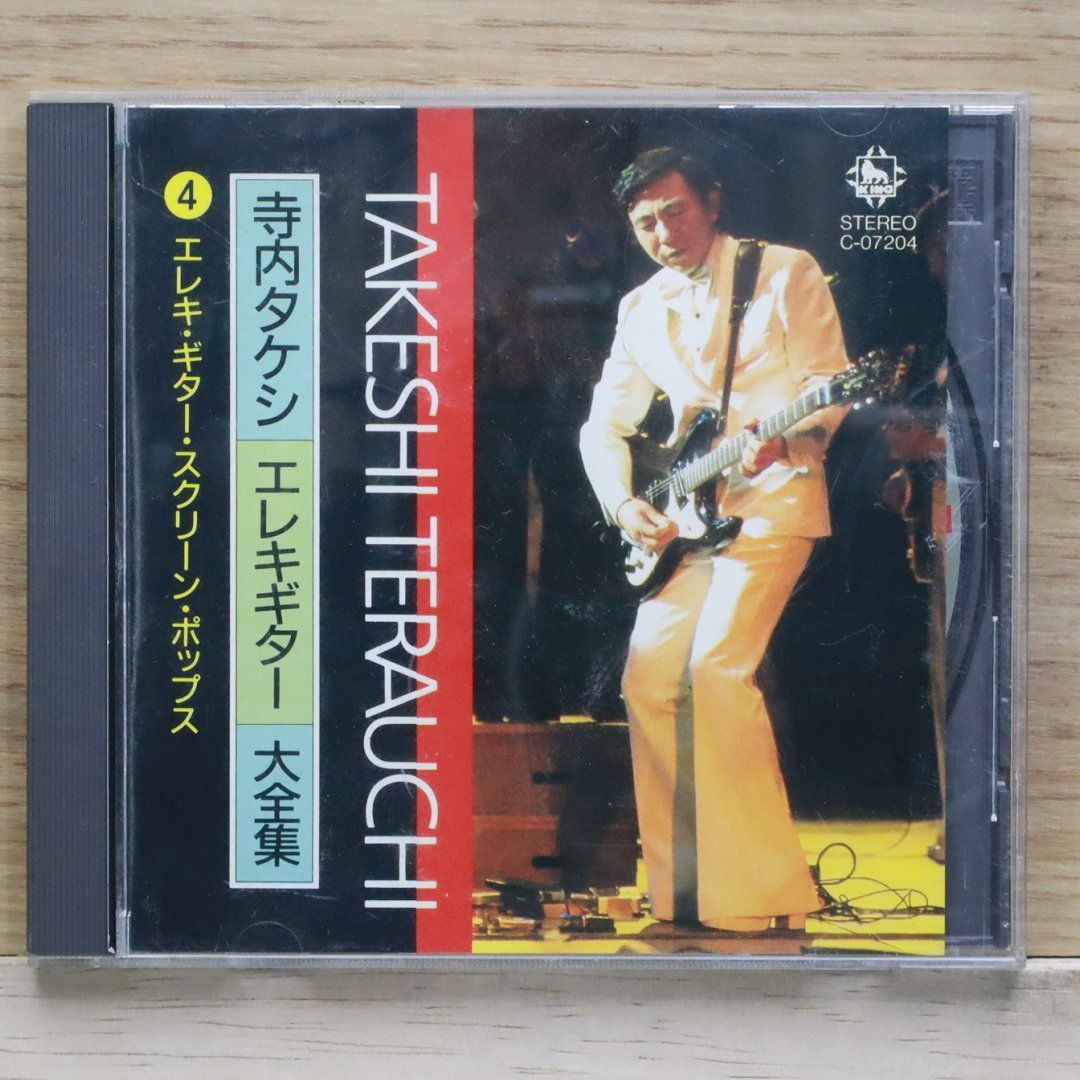 ④ エレキ・ギター・スクリーン・ポップス
寺内タケシ エレキギター 大全集
TAKESHI TERAUCHI
KING
STEREO
C-07204